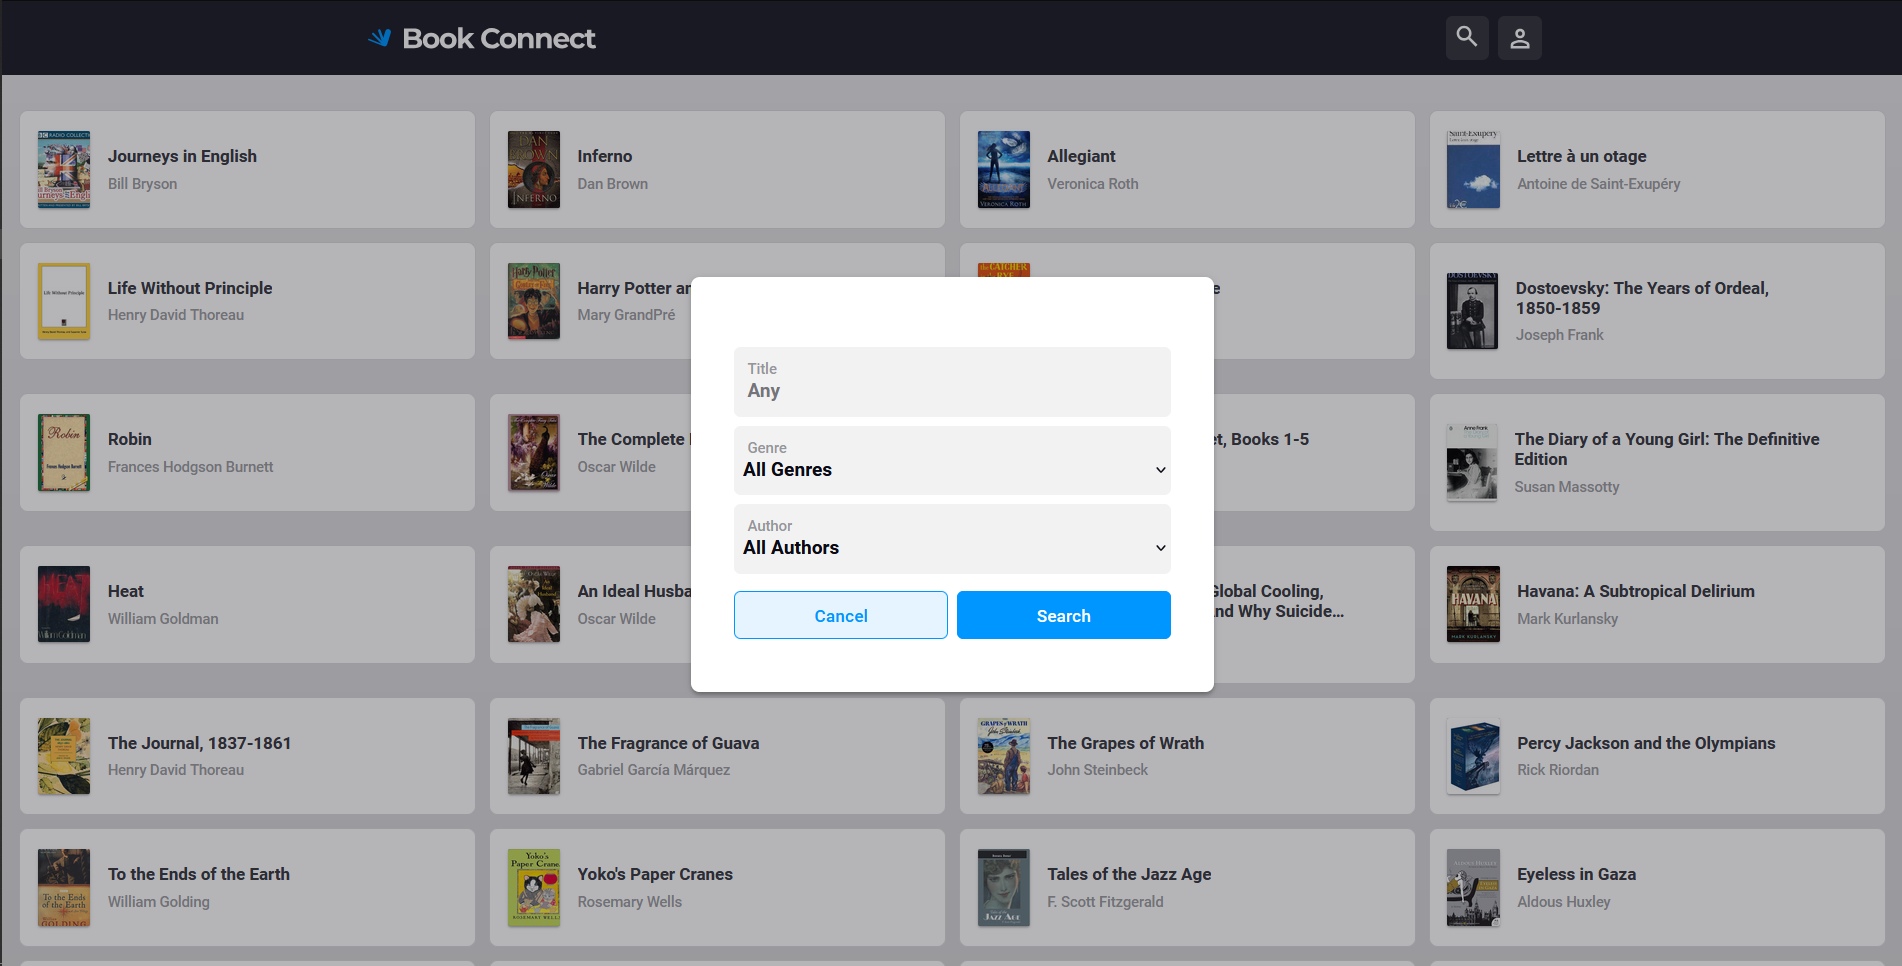 Book Connect
Journeys in English
Bill Bryson
Inferno
Dan Brown
Allegiant
Veronica Roth
Lettre à un otage
Antoine de Saint-Exupéry
Life Without Principle
Henry David Thoreau
Harry Potter an
Mary GrandPré
e
Dostoevsky: The Years of Ordeal,
1850-1859
Joseph Frank
Title
Any
Genre
All Genres
Author
All Authors
Cancel
Search
Robin
Frances Hodgson Burnett
The Complete
Oscar Wilde
et, Books 1-5
The Diary of a Young Girl: The Definitive
Edition
Susan Massotty
Heat
William Goldman
An Ideal Husba
Oscar Wilde
Global Cooling,
nd Why Suicide...
Havana: A Subtropical Delirium
Mark Kurlansky
The Journal, 1837-1861
Henry David Thoreau
The Fragrance of Guava
Gabriel García Márquez
The Grapes of Wrath
John Steinbeck
Percy Jackson and the Olympians
Rick Riordan
To the Ends of the Earth
William Golding
Yoko's Paper Cranes
Rosemary Wells
Tales of the Jazz Age
F. Scott Fitzgerald
Eyeless in Gaza
Aldous Huxley